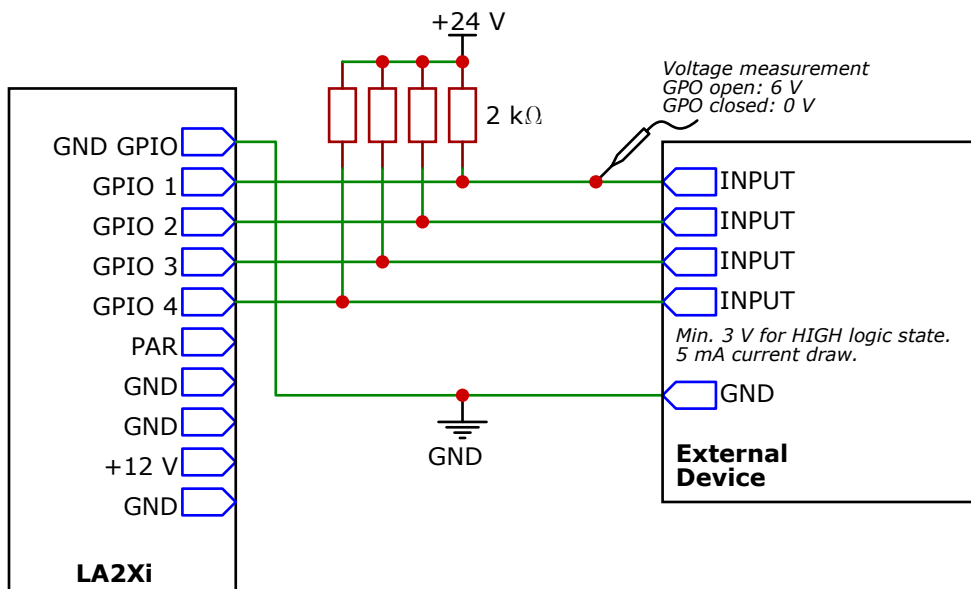 +24 V
Voltage measurement
GPO open: 6 V
GPO closed: 0 V
2 kΩ
GND GPIO
GPIO 1
GPIO 2
GPIO 3
GPIO 4
PAR
GND
GND
+12 V
GND
LA2Xi
INPUT
INPUT
INPUT
INPUT
Min. 3 V for HIGH logic state.
5 mA current draw.
GND
External
Device
GND